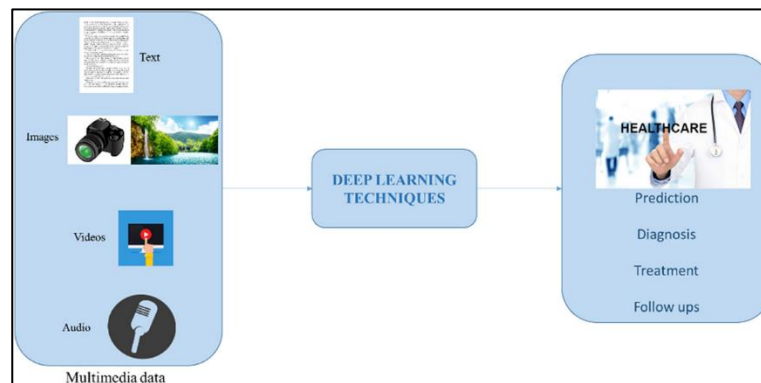 Text
Images
Videos
Audio
Multimedia data
DEEP LEARNING
TECHNIQUES
HEALTHCARE
Prediction
Diagnosis
Treatment
Follow ups